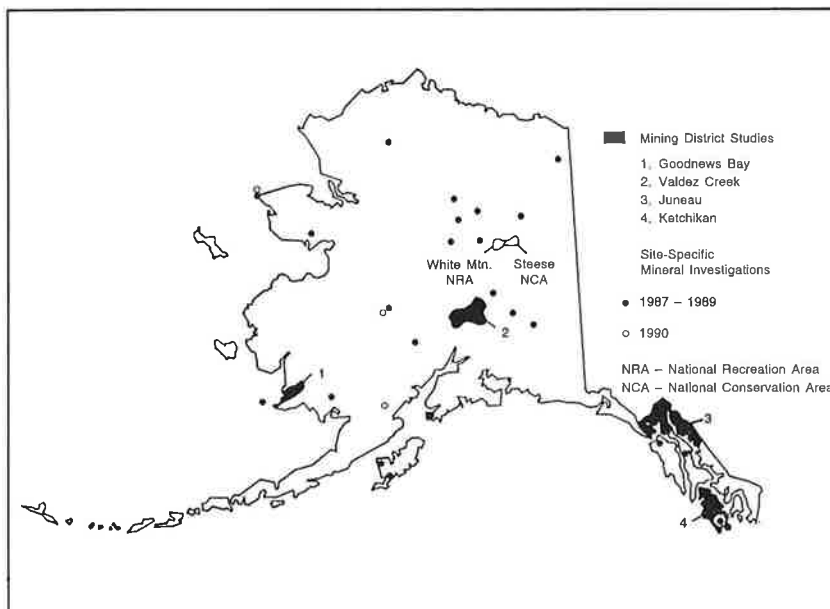 Mining District Studies
1, Goodnews Bay
2, Valdez Creek
3, Juneau
4, Ketchikan
Site-Specific
Mineral Investigations
1987 – 1989
1990
NRA – National Recreation Area
NCA – National Conservation Area
White Mtn.
NRA
Steese
NCA
1
2
3
4